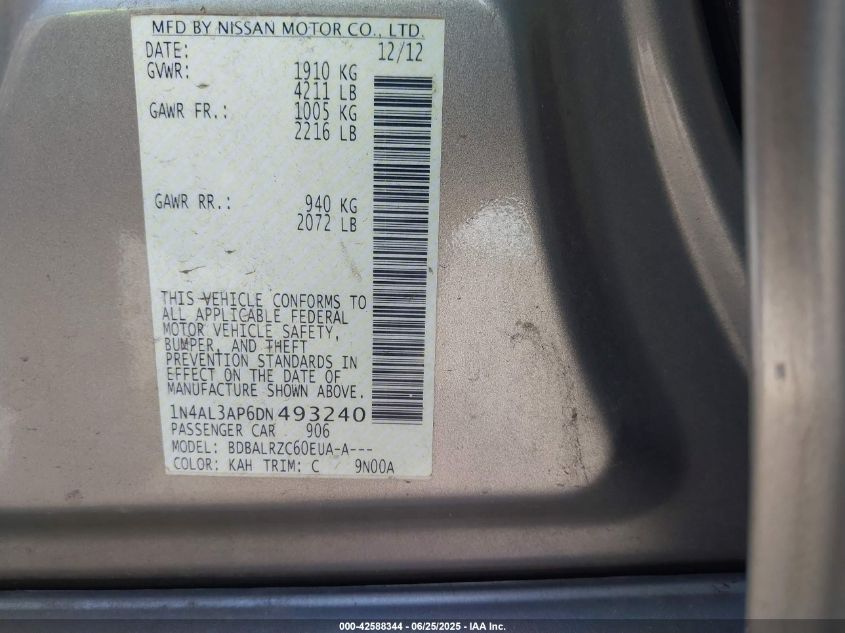 MFD BY NISSAN MOTOR CO., LTD.
DATE: 12/12
GVWR: 1910 KG
4211 LB
GAWR FR.: 1005 KG
2216 LB
GAWR RR.: 940 KG
2072 LB
THIS VEHICLE CONFORMS TO
ALL APPLICABLE FEDERAL
MOTOR VEHICLE SAFETY,
BUMPER, AND THEFT
PREVENTION STANDARDS IN
EFFECT ON THE DATE OF
MANUFACTURE SHOWN ABOVE.
1N4AL3AP6DN493240
PASSENGER CAR 906
MODEL: BDBALRZC60EUA-A---
COLOR: KAH TRIM: C 9N00A
000-42588344 - 06/25/2025 - IAA Inc.